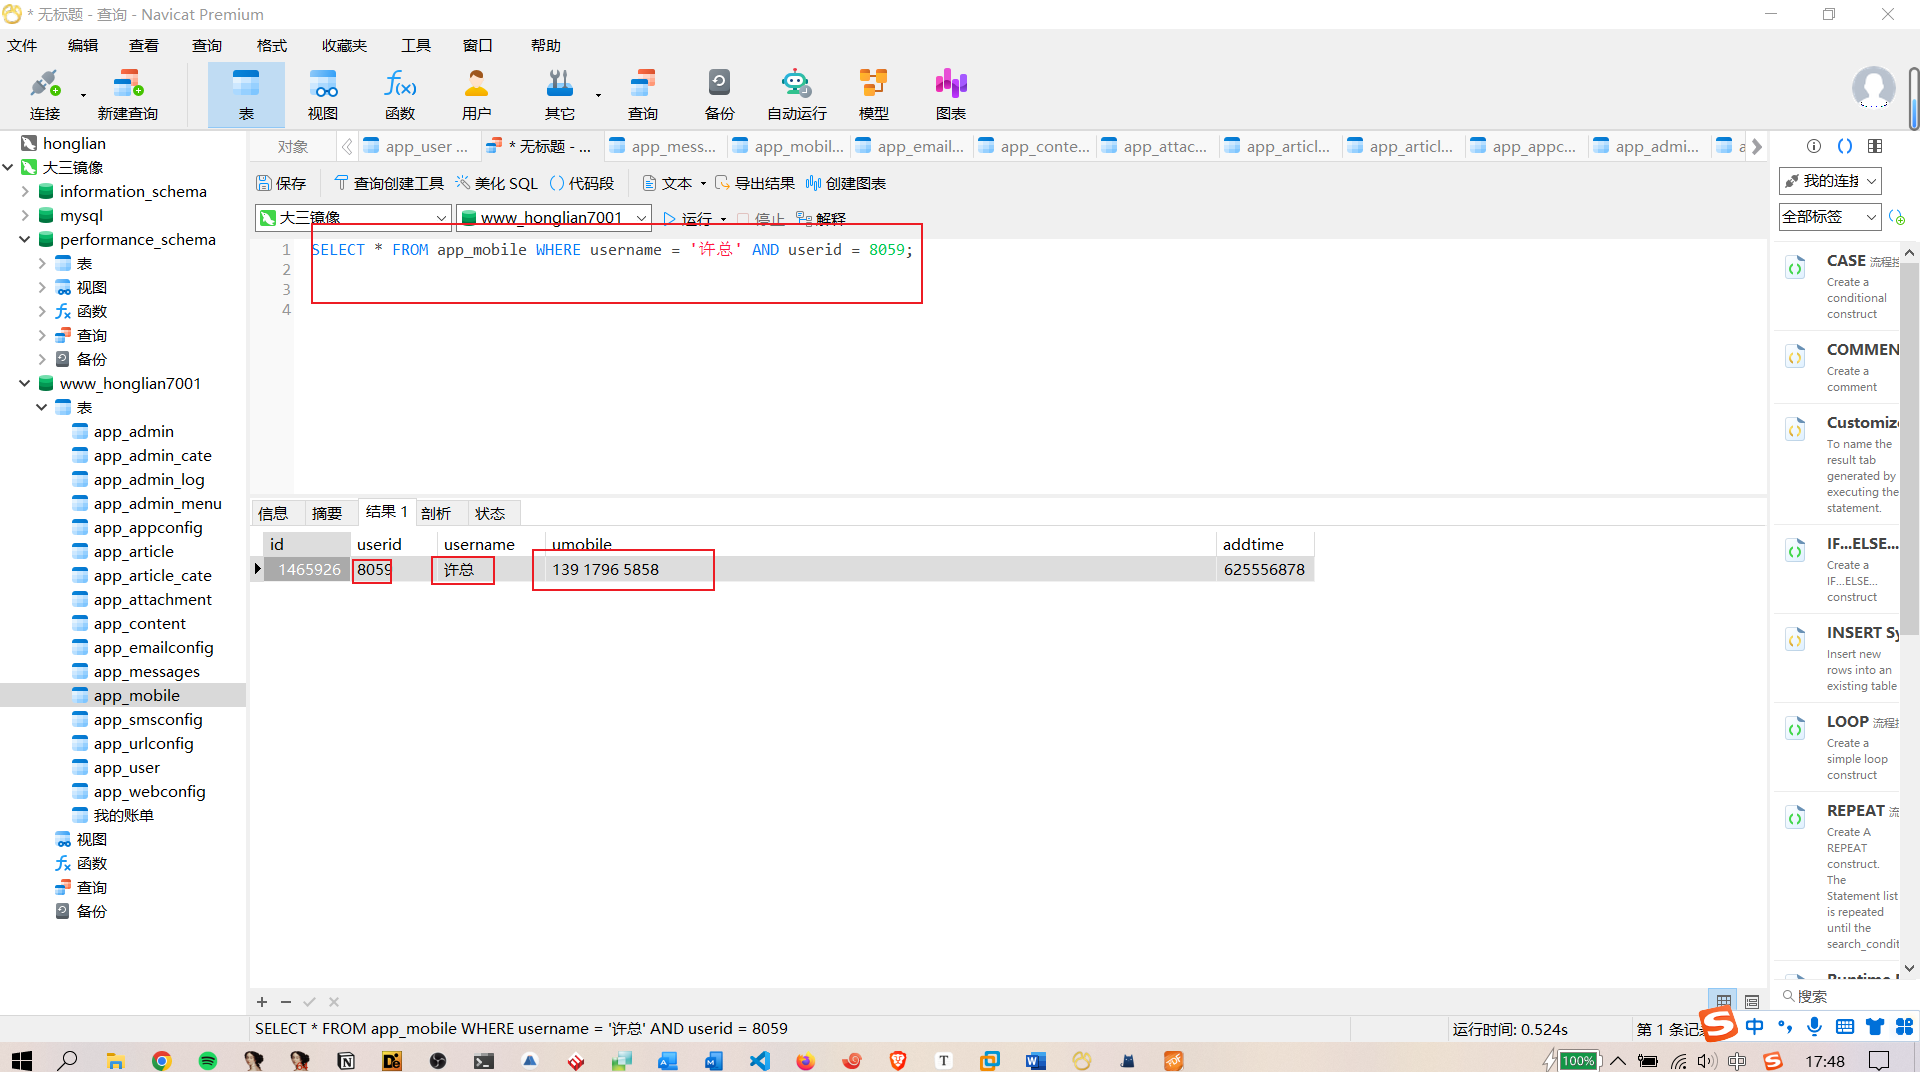 * 无标题 - 查询 - Navicat Premium
文件 编辑 查看 查询 格式 收藏夹 工具 窗口 帮助
连接 新建查询 表 视图 函数 用户 其它 查询 备份 自动运行 模型 图表
honglian
大三镜像
information_schema
mysql
performance_schema
表
视图
函数
查询
备份
www_honglian7001
表
app_admin
app_admin_cate
app_admin_log
app_admin_menu
app_appconfig
app_article
app_article_cate
app_attachment
app_content
app_emailconfig
app_messages
app_mobile
app_smsconfig
app_urlconfig
app_user
app_webconfig
我的账单
视图
函数
查询
备份
对象 app_user ... * 无标题 - ... app_mess... app_mobil... app_email... app_conte... app_attac... app_articl... app_articl... app_appc... app_admi... a
保存 查询创建工具 美化 SQL () 代码段 文本 导出结果 创建图表
大三镜像 www_honglian7001 运行 停止 解释
1 SELECT * FROM app_mobile WHERE username = '许总' AND userid = 8059;
2
3
4
信息 摘要 结果 1 剖析 状态
id userid username umobile addtime
1465926 8059 许总 139 1796 5858 625556878
SELECT * FROM app_mobile WHERE username = '许总' AND userid = 8059
运行时间: 0.524s
第 1 条记
我的连接
全部标签
CASE 流程控
Create a
conditional
construct
COMMEN
Create a
comment
Customize
To name the
result tab
generated by
executing the
statement.
IF...ELSE...
Create a
IF...ELSE...
construct
INSERT Sy
Insert new
rows into an
existing table
LOOP 流程控
Create a
simple loop
construct
REPEAT 流
Create A
REPEAT
construct.
The
Statement list
is repeated
until the
search_condit
搜索
中
100%
17:48